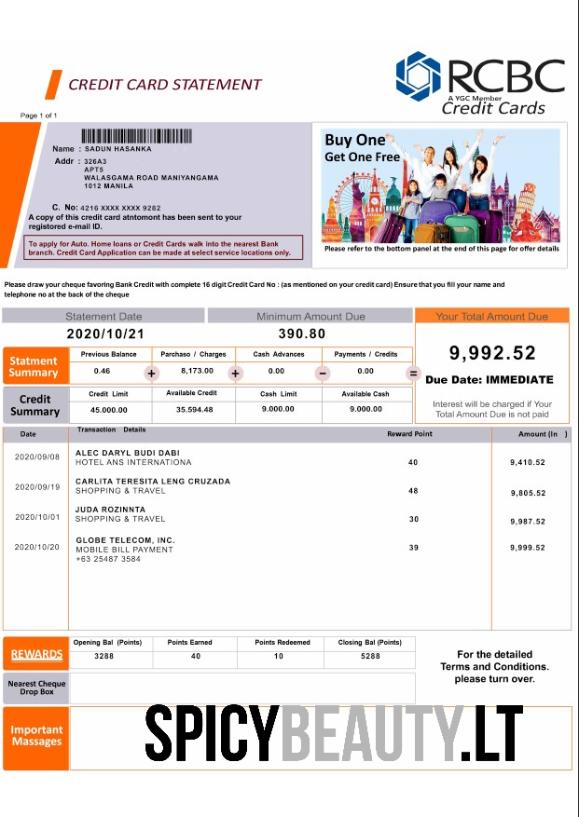 CREDIT CARD STATEMENT
RCBC
A YGC Member
Credit Cards
Page 1 of 1
Name : SADUN HASANKA
Addr : 326A3
APT5
WALASGAMA ROAD MANIYANGAMA
1012 MANILA
C. No: 4216 XXXX XXXX 9282
A copy of this credit card atntomont has been sent to your
registered e-mail ID.
To apply for Auto. Home loans or Credit Cards walk into the nearest Bank
branch. Credit Card Application can be made at select service locations only.
Buy One
Get One Free
Please refer to the bottom panel at the end of this page for offer details
Please draw your cheque favoring Bank Credit with complete 16 digit Credit Card No : (as mentioned on your credit card) Ensure that you fill your name and
telephone no at the back of the cheque
Statement Date Minimum Amount Due Your Total Amount Due
2020/10/21 390.80 9,992.52
Statment
Summary
Previous Balance Purchaso / Charges Cash Advances Payments / Credits
0.46 + 8,173.00 + 0.00 − 0.00 =
Due Date: IMMEDIATE
Credit
Summary
Credit Limit Available Credit Cash Limit Available Cash
45.000.00 35.594.48 9.000.00 9.000.00
Interest will be charged if Your
Total Amount Due is not paid
Date Transaction Details Reward Point Amount (In )
2020/09/08 ALEC DARYL BUDI DABI
HOTEL ANS INTERNATIONA 40 9,410.52
2020/09/19 CARLITA TERESITA LENG CRUZADA
SHOPPING & TRAVEL 48 9,805.52
2020/10/01 JUDA ROZINNTA
SHOPPING & TRAVEL 30 9,987.52
2020/10/20 GLOBE TELECOM, INC.
MOBILE BILL PAYMENT 39 9,999.52
+63 25487 3584
REWARDS
Opening Bal (Points) Points Earned Points Redeemed Closing Bal (Points)
3288 40 10 5288
For the detailed
Terms and Conditions.
please turn over.
Nearest Cheque
Drop Box
Important
Massages
SPICYBEAUTY.LT